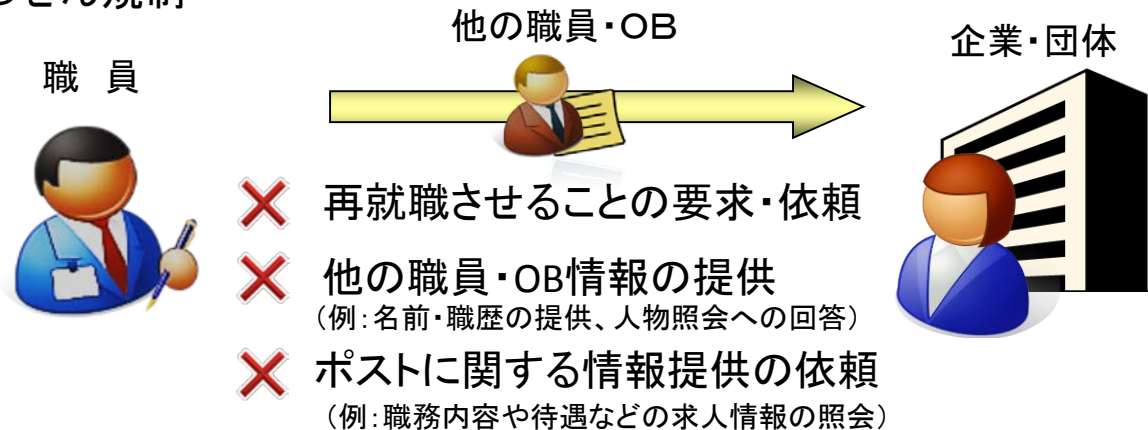 他の職員・OB
企業・団体
職　員
再就職させることの要求・依頼
他の職員・OB情報の提供
（例：名前・職歴の提供、人物照会への回答）
ポストに関する情報提供の依頼
（例：職務内容や待遇などの求人情報の照会）